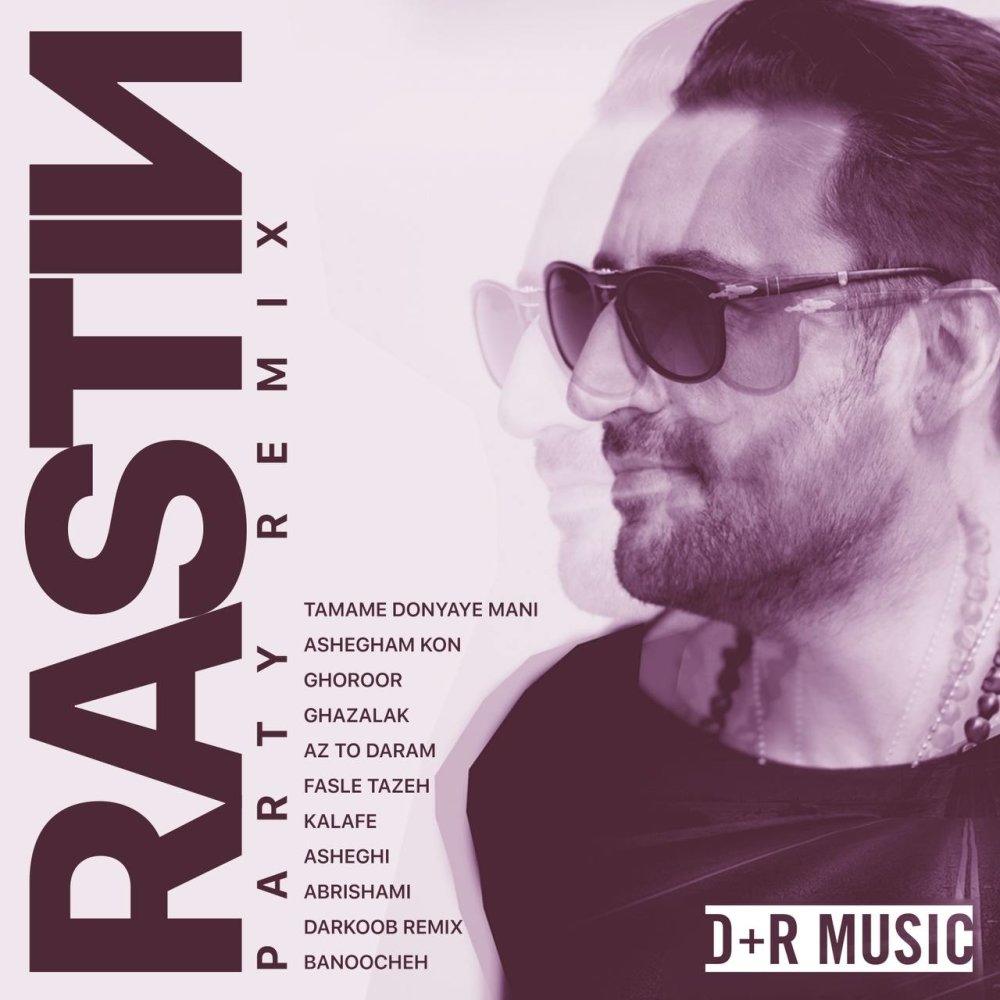 RASTIN
PARTY REMIX
TAMAME DONYAYE MANI
ASHEGHAM KON
GHOROOR
GHAZALAK
AZ TO DARAM
FASLE TAZEH
KALAFE
ASHEGHI
ABRISHAMI
DARKOOB REMIX
BANOOCHEH
D+R MUSIC